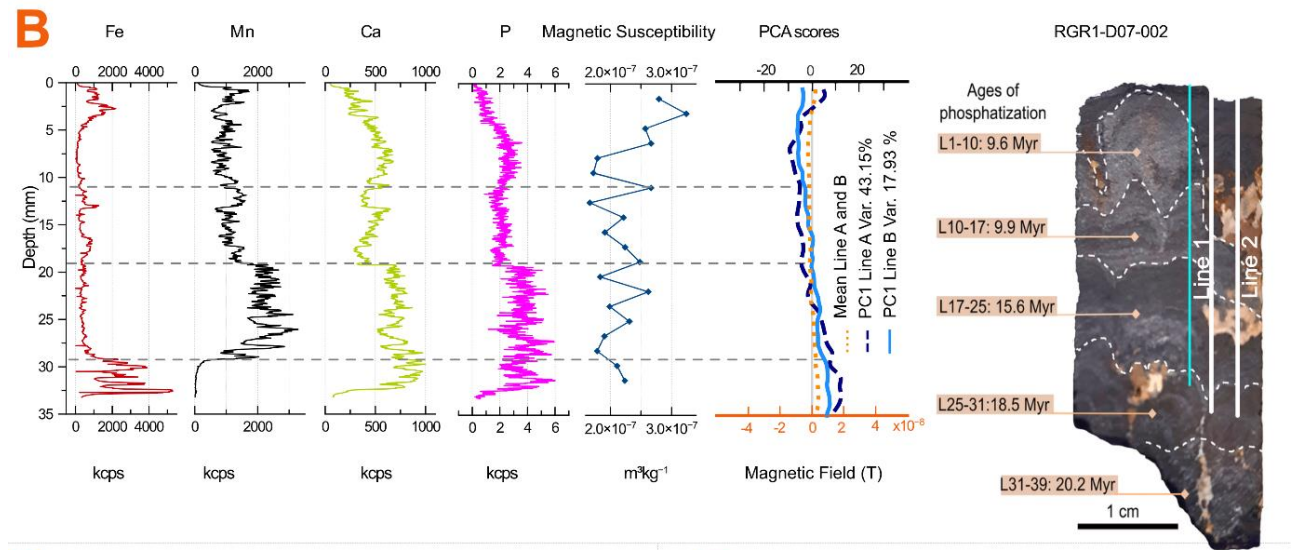 B
Fe Mn Ca P Magnetic Susceptibility PCA scores RGR1-D07-002
0 2000 4000 0 2000 0 500 1000 0 2 4 6 2.0×10⁻⁷ 3.0×10⁻⁷ -20 0 20
Depth (mm)
0
5
10
15
20
25
30
35
Mean Line A and B
PC1 Line A Var. 43.15%
PC1 Line B Var. 17.93 %
Ages of
phosphatization
L1-10: 9.6 Myr
L10-17: 9.9 Myr
L17-25: 15.6 Myr
L25-31:18.5 Myr
L31-39: 20.2 Myr
Line 1
Line 2
1 cm
0 2000 4000 0 2000 0 500 1000 0 2 4 6 2.0×10⁻⁷ 3.0×10⁻⁷ -4 -2 0 2 4 x10⁻⁸
kcps kcps kcps kcps m³kg⁻¹ Magnetic Field (T)